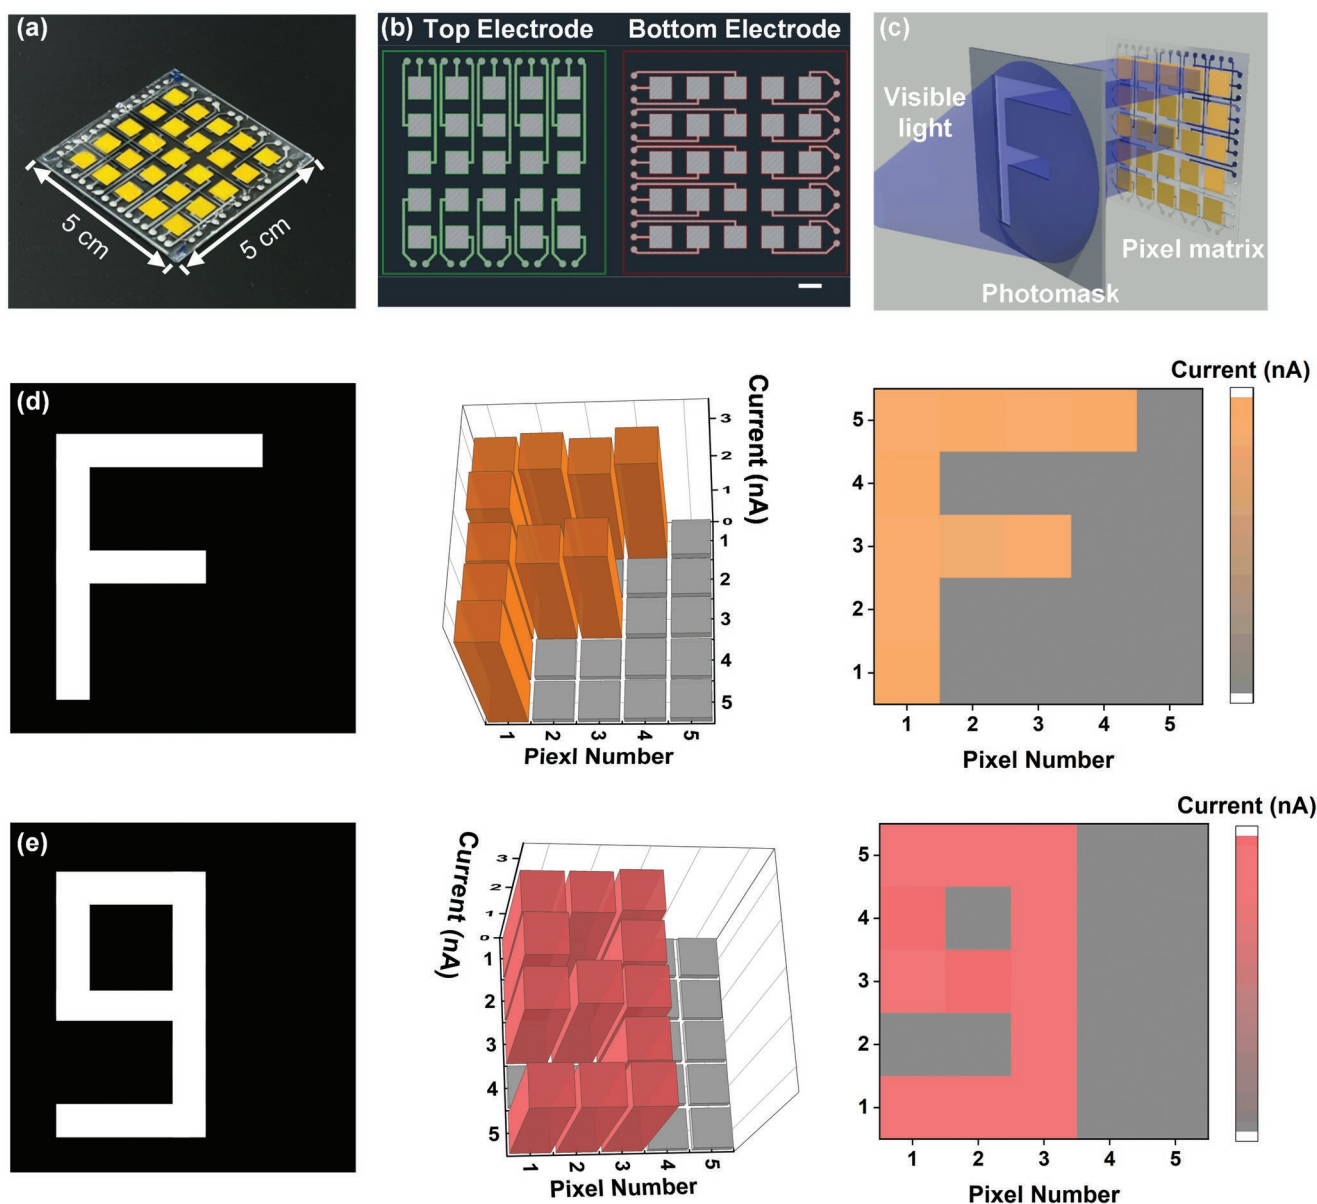 (a)
5 cm
5 cm
(b)
Top Electrode
Bottom Electrode
(c)
Visible
light
Photomask
Pixel matrix
(d)
Current (nA)
3
2
1
0
1
2
3
4
5
1
2
3
4
5
Piexl Number
Current (nA)
5
4
3
2
1
1
2
3
4
5
Pixel Number
(e)
Current (nA)
3
2
1
0
1
2
3
4
5
1
2
3
4
5
Pixel Number
Current (nA)
5
4
3
2
1
1
2
3
4
5
Pixel Number